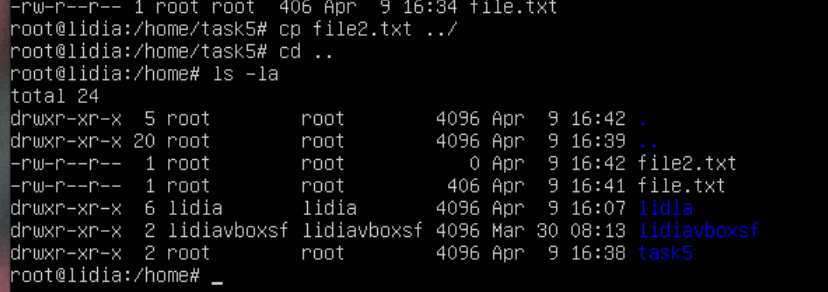 -rw-r--r-- 1 root root  406 Apr  9 16:34 file.txt
root@lidia:/home/task5# cp file2.txt ../
root@lidia:/home/task5# cd ..
root@lidia:/home# ls -la
total 24
drwxr-xr-x  5 root        root        4096 Apr  9 16:42 .
drwxr-xr-x 20 root        root        4096 Apr  9 16:39 ..
-rw-r--r--  1 root        root           0 Apr  9 16:42 file2.txt
-rw-r--r--  1 root        root         406 Apr  9 16:41 file.txt
drwxr-xr-x  6 lidia       lidia       4096 Apr  9 16:07 lidia
drwxr-xr-x  2 lidiavboxsf lidiavboxsf 4096 Mar 30 08:13 lidiavboxsf
drwxr-xr-x  2 root        root        4096 Apr  9 16:38 task5
root@lidia:/home# _